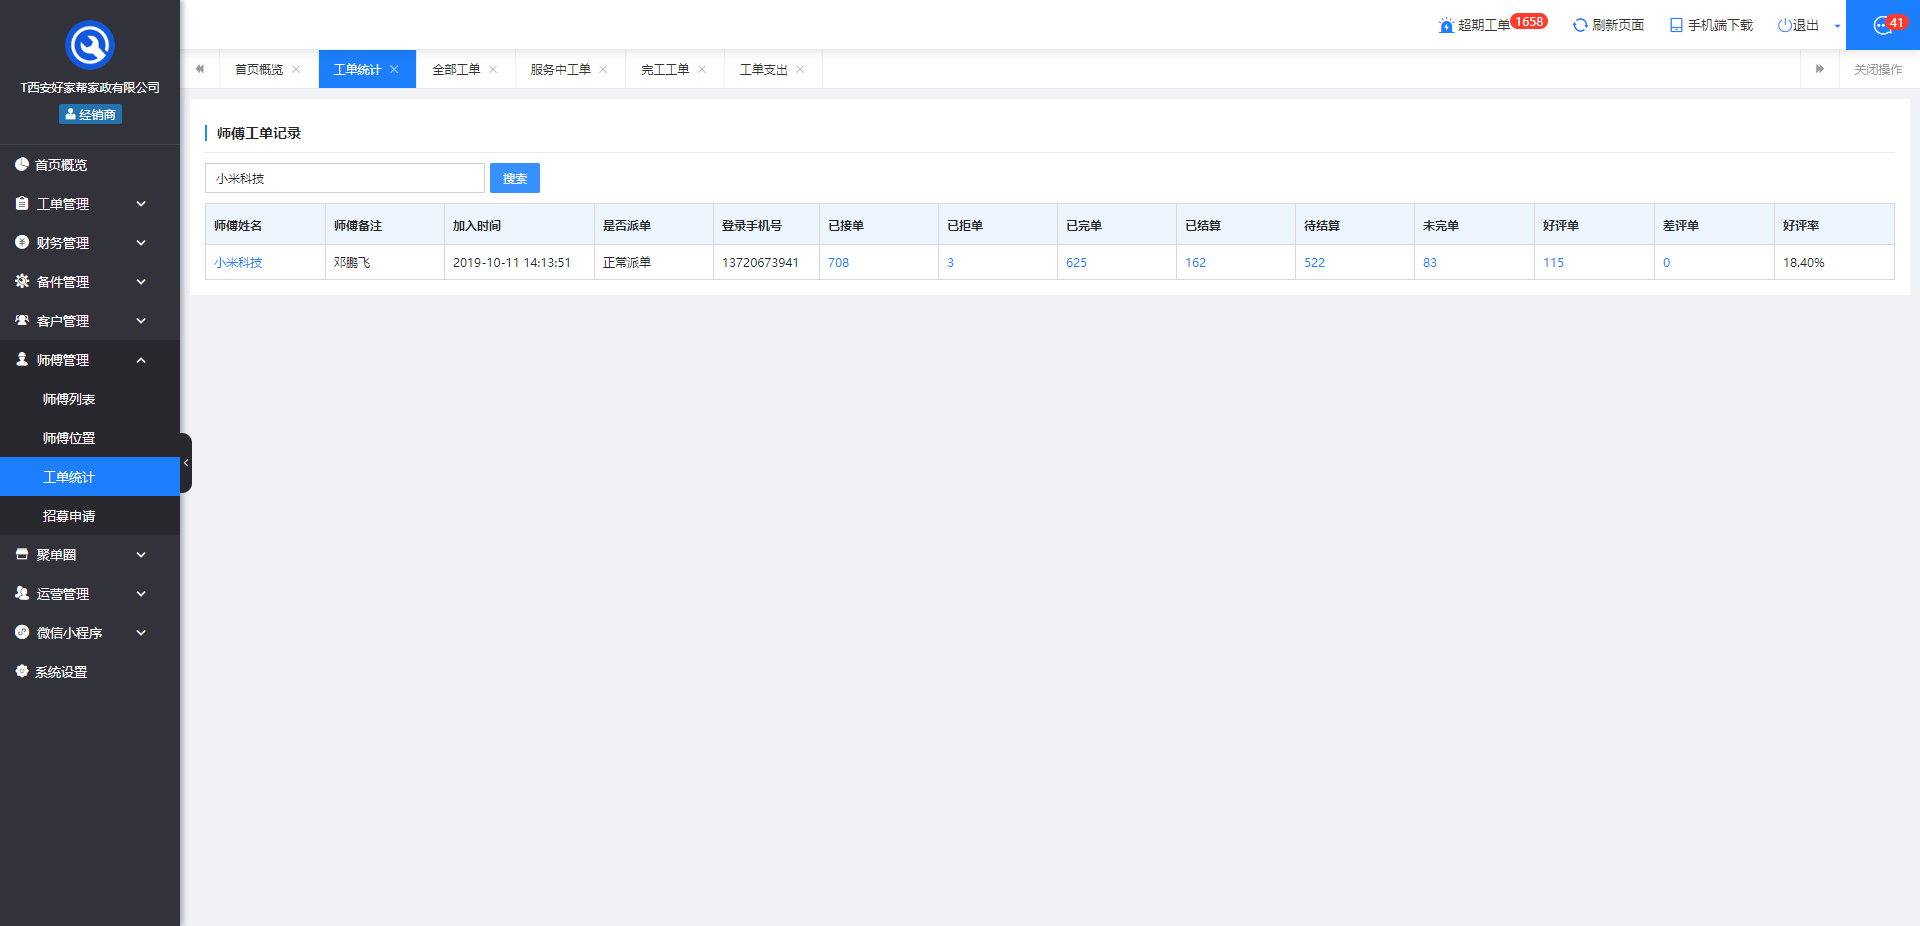 T西安好家帮家政有限公司
经销商
首页概览
工单管理
财务管理
备件管理
客户管理
师傅管理
师傅列表
师傅位置
工单统计
招募申请
聚单圈
运营管理
微信小程序
系统设置
超期工单 1658 刷新页面 手机端下载 退出 41
首页概览 工单统计 全部工单 服务中工单 完工工单 工单支出 关闭操作
师傅工单记录
小米科技 搜索
师傅姓名 师傅备注 加入时间 是否派单 登录手机号 已接单 已拒单 已完单 已结算 待结算 未完单 好评单 差评单 好评率
小米科技 邓鹏飞 2019-10-11 14:13:51 正常派单 13720673941 708 3 625 162 522 83 115 0 18.40%